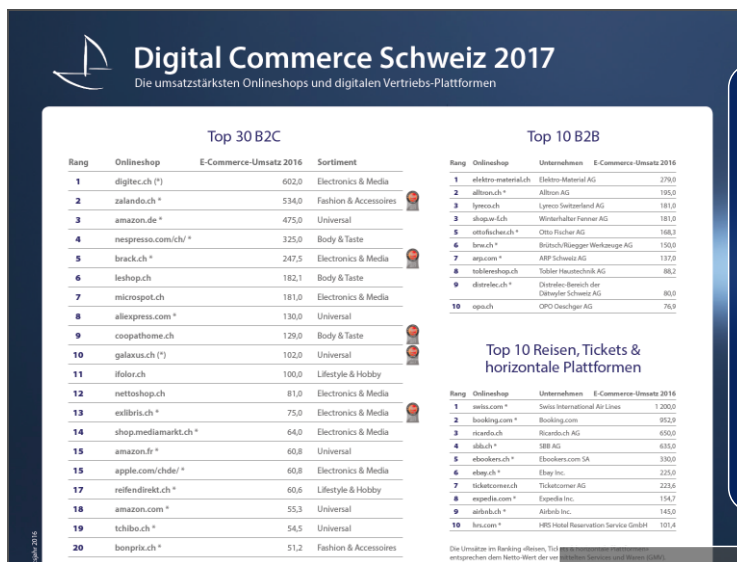 Digital Commerce Schweiz 2017
Die umsatzstärksten Onlineshops und digitalen Vertriebs-Plattformen
Top 30 B2C
Rang Onlineshop E-Commerce-Umsatz 2016 Sortiment
1 digitec.ch (*) 602,0 Electronics & Media
2 zalando.ch * 534,0 Fashion & Accessoires
3 amazon.de * 475,0 Universal
4 nespresso.com/ch/ * 325,0 Body & Taste
5 brack.ch * 247,5 Electronics & Media
6 leshop.ch 182,1 Body & Taste
7 microspot.ch 181,0 Electronics & Media
8 aliexpress.com * 130,0 Universal
9 coopathome.ch 129,0 Body & Taste
10 galaxus.ch (*) 102,0 Universal
11 ifolor.ch 100,0 Lifestyle & Hobby
12 nettoshop.ch 81,0 Electronics & Media
13 exlibris.ch * 75,0 Electronics & Media
14 shop.mediamarkt.ch * 64,0 Electronics & Media
15 amazon.fr * 60,8 Universal
15 apple.com/chde/ * 60,8 Electronics & Media
17 reifendirekt.ch * 60,6 Lifestyle & Hobby
18 amazon.com * 55,3 Universal
19 tchibo.ch * 54,5 Universal
20 bonprix.ch * 51,2 Fashion & Accessoires
Top 10 B2B
Rang Onlineshop Unternehmen E-Commerce-Umsatz 2016
1 elektro-material.ch Elektro-Material AG 279,0
2 alltron.ch * Alltron AG 195,0
3 lyreco.ch Lyreco Switzerland AG 181,0
3 shop.w-f.ch Winterhalter Fenner AG 181,0
5 ottofischer.ch * Otto Fischer AG 168,3
6 brw.ch * Brütsch/Rüegger Werkzeuge AG 150,0
7 arp.com * ARP Schweiz AG 137,0
8 toblereshop.ch Tobler Haustechnik AG 88,2
9 distrelec.ch * Distrelec-Bereich der
Dätwyler Schweiz AG 80,0
10 opo.ch OPO Oeschger AG 76,9
Top 10 Reisen, Tickets &
horizontale Plattformen
Rang Onlineshop Unternehmen E-Commerce-Umsatz 2016
1 swiss.com * Swiss International Air Lines 1 200,0
2 booking.com * Booking.com 952,9
3 ricardo.ch Ricardo.ch AG 650,0
4 sbb.ch * SBB AG 635,0
5 ebookers.ch * Ebookers.com SA 330,0
6 ebay.ch * Ebay Inc. 225,0
7 ticketcorner.ch Ticketcorner AG 223,6
8 expedia.com * Expedia Inc. 154,7
9 airbnb.ch * Airbnb Inc. 145,0
10 hrs.com * HRS Hotel Reservation Service GmbH 101,4
Die Umsätze im Ranking «Reisen, Tickets & horizontale Plattformen»
entsprechen dem Netto-Wert der vermittelten Services und Waren (GMV).
sjahr 2016